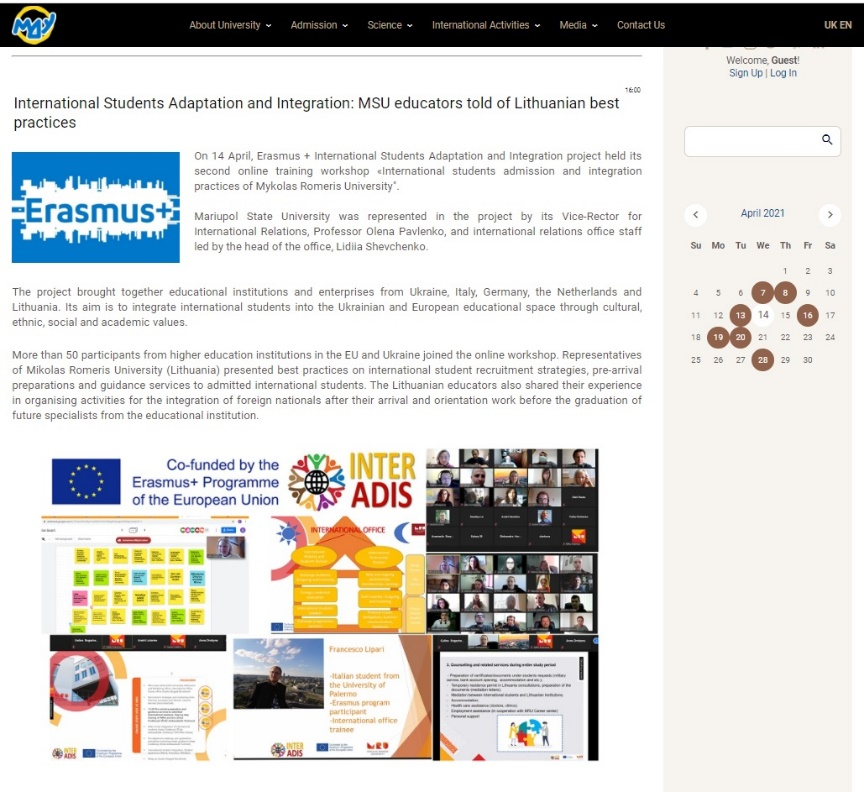 МДУ
About University
Admission
Science
International Activities
Media
Contact Us
UK EN
Welcome, Guest!
Sign Up | Log In
16:00
International Students Adaptation and Integration: MSU educators told of Lithuanian best
practices
Erasmus+
On 14 April, Erasmus + International Students Adaptation and Integration project held its
second online training workshop «International students admission and integration
practices of Mykolas Romeris University".
Mariupol State University was represented in the project by its Vice-Rector for
International Relations, Professor Olena Pavlenko, and international relations office staff
led by the head of the office, Lidiia Shevchenko.
The project brought together educational institutions and enterprises from Ukraine, Italy, Germany, the Netherlands and
Lithuania. Its aim is to integrate international students into the Ukrainian and European educational space through cultural,
ethnic, social and academic values.
More than 50 participants from higher education institutions in the EU and Ukraine joined the online workshop. Representatives
of Mikolas Romeris University (Lithuania) presented best practices on international student recruitment strategies, pre-arrival
preparations and guidance services to admitted international students. The Lithuanian educators also shared their experience
in organising activities for the integration of foreign nationals after their arrival and orientation work before the graduation of
future specialists from the educational institution.
April 2021
Su Mo Tu We Th Fr Sa
1 2 3
4 5 6 7 8 9 10
11 12 13 14 15 16 17
18 19 20 21 22 23 24
25 26 27 28 29 30
Co-funded by the
Erasmus+ Programme
of the European Union
INTER
ADIS
INTERNATIONAL OFFICE
Francesco Lipari
-Italian student from
the University of
Palermo
-Erasmus program
participant
-International office
trainee
INTER
ADIS
MRU
3. Counseling and related services during entire study period
INTER
ADIS